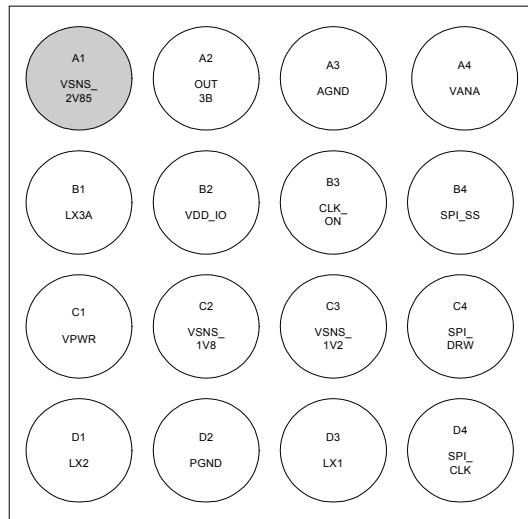 A1
VSNS_
2V85
A2
OUT
3B
A3
AGND
A4
VANA
B1
LX3A
B2
VDD_IO
B3
CLK_
ON
B4
SPI_SS
C1
VPWR
C2
VSNS_
1V8
C3
VSNS_
1V2
C4
SPI_
DRW
D1
LX2
D2
PGND
D3
LX1
D4
SPI_
CLK